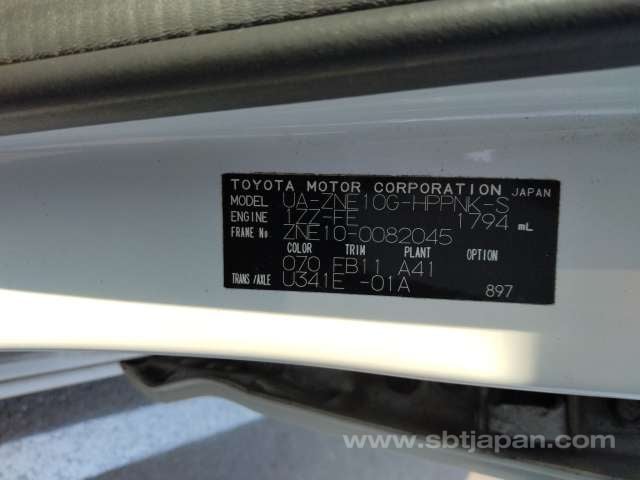 TOYOTA MOTOR CORPORATION JAPAN
MODEL UA-ZNE10G-HPPNK-S
ENGINE 1ZZ-FE 1794 mL
FRAME No ZNE10-0082045
COLOR TRIM PLANT OPTION
070 FB11 A41
TRANS/AXLE U341E -01A 897
www.sbtjapan.com